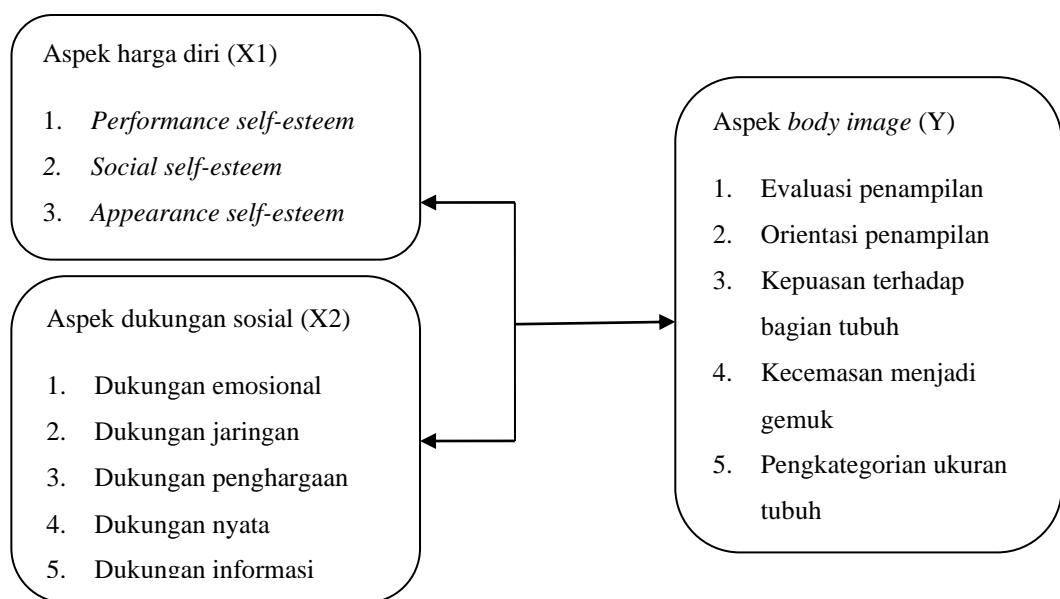 Aspek harga diri (X1)
1. Performance self-esteem
2. Social self-esteem
3. Appearance self-esteem
Aspek dukungan sosial (X2)
1. Dukungan emosional
2. Dukungan jaringan
3. Dukungan penghargaan
4. Dukungan nyata
5. Dukungan informasi
Aspek body image (Y)
1. Evaluasi penampilan
2. Orientasi penampilan
3. Kepuasan terhadap
bagian tubuh
4. Kecemasan menjadi
gemuk
5. Pengkategorian ukuran
tubuh